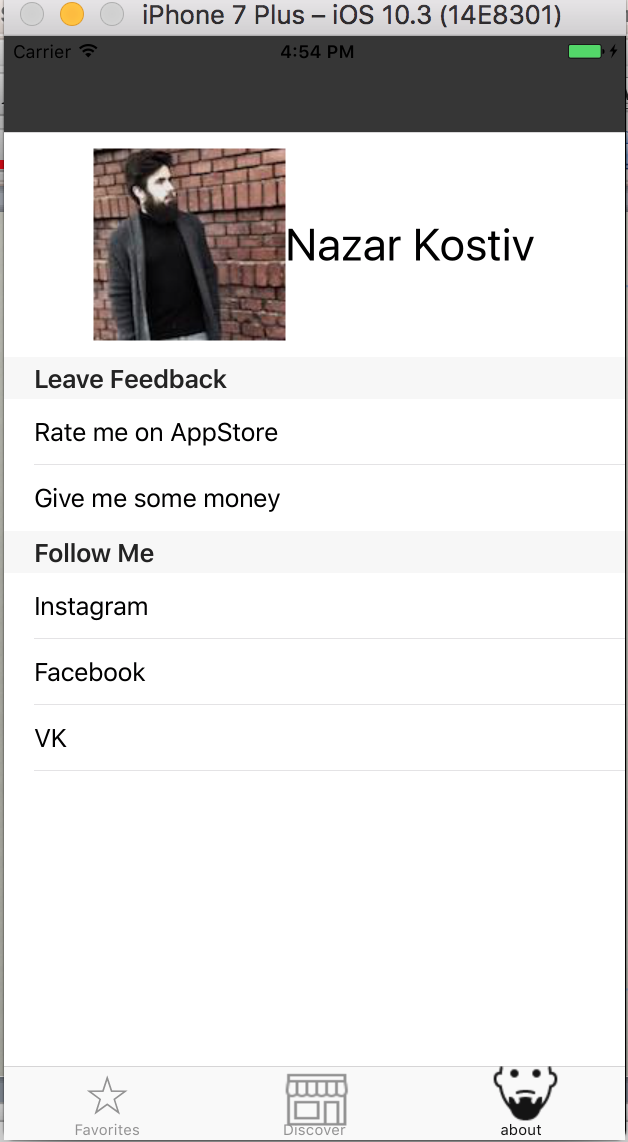 iPhone 7 Plus – iOS 10.3 (14E8301)
Carrier 4:54 PM
Nazar Kostiv
Leave Feedback
Rate me on AppStore
Give me some money
Follow Me
Instagram
Facebook
VK
Favorites Discover about